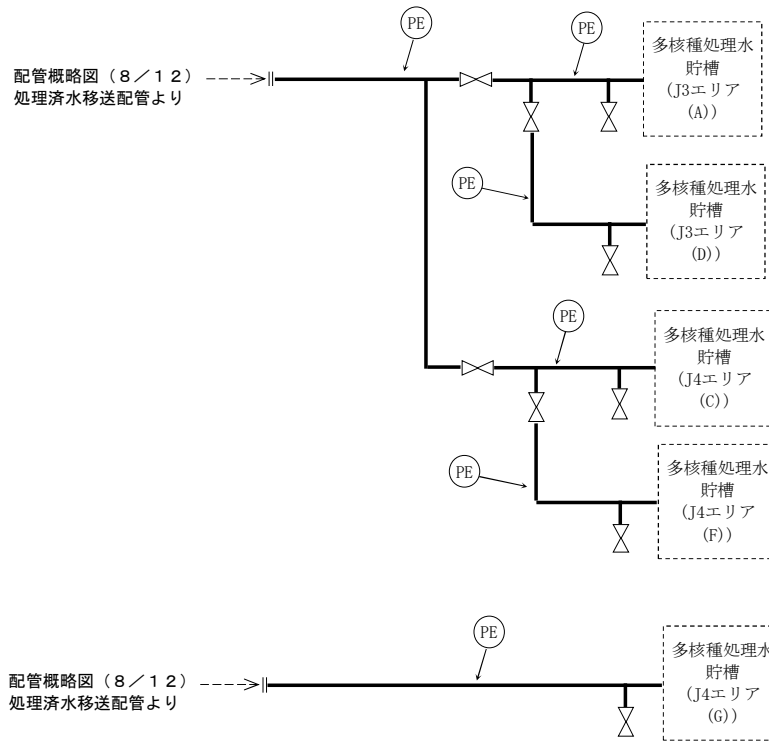 PE
PE
配管概略図（８／１２）
処理済水移送配管より
多核種処理水
貯槽
(J3エリア
(A))
PE
多核種処理水
貯槽
(J3エリア
(D))
PE
多核種処理水
貯槽
(J4エリア
(C))
PE
多核種処理水
貯槽
(J4エリア
(F))
PE
配管概略図（８／１２）
処理済水移送配管より
多核種処理水
貯槽
(J4エリア
(G))